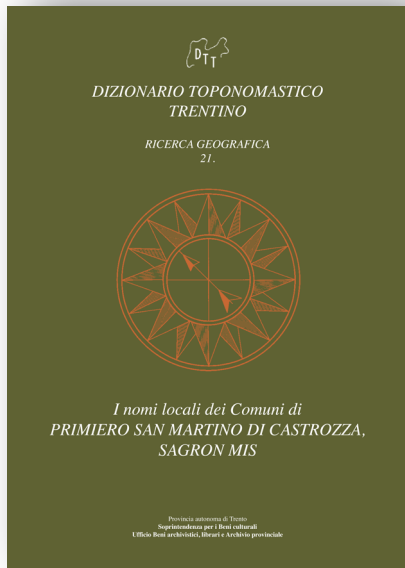 DTT
DIZIONARIO TOPONOMASTICO
TRENTINO
RICERCA GEOGRAFICA
21.
I nomi locali dei Comuni di
PRIMIERO SAN MARTINO DI CASTROZZA,
SAGRON MIS
Provincia autonoma di Trento
Soprintendenza per i Beni culturali
Ufficio Beni archivistici, librari e Archivio provinciale